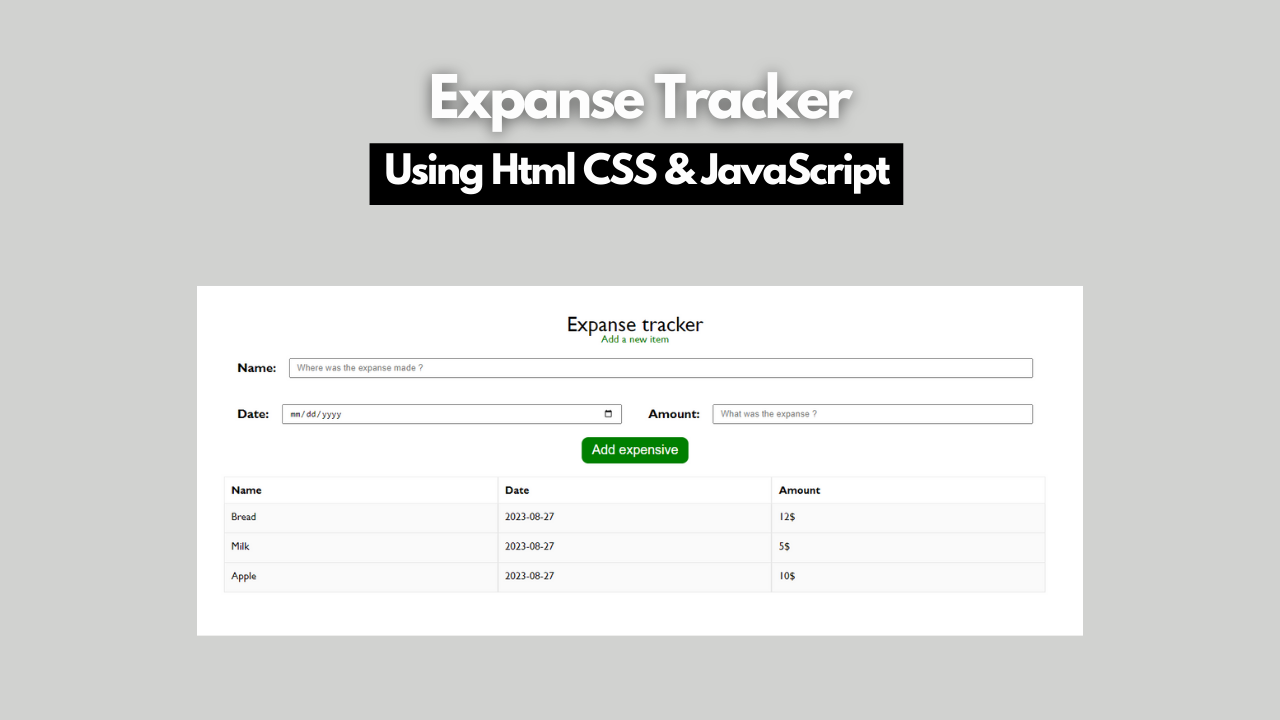 Expanse Tracker
Using Html CSS & JavaScript
Expanse tracker
Add a new item
Name: Where was the expanse made ?
Date: mm/dd/yyyy Amount: What was the expanse ?
Add expensive
Name Date Amount
Bread 2023-08-27 12$
Milk 2023-08-27 5$
Apple 2023-08-27 10$